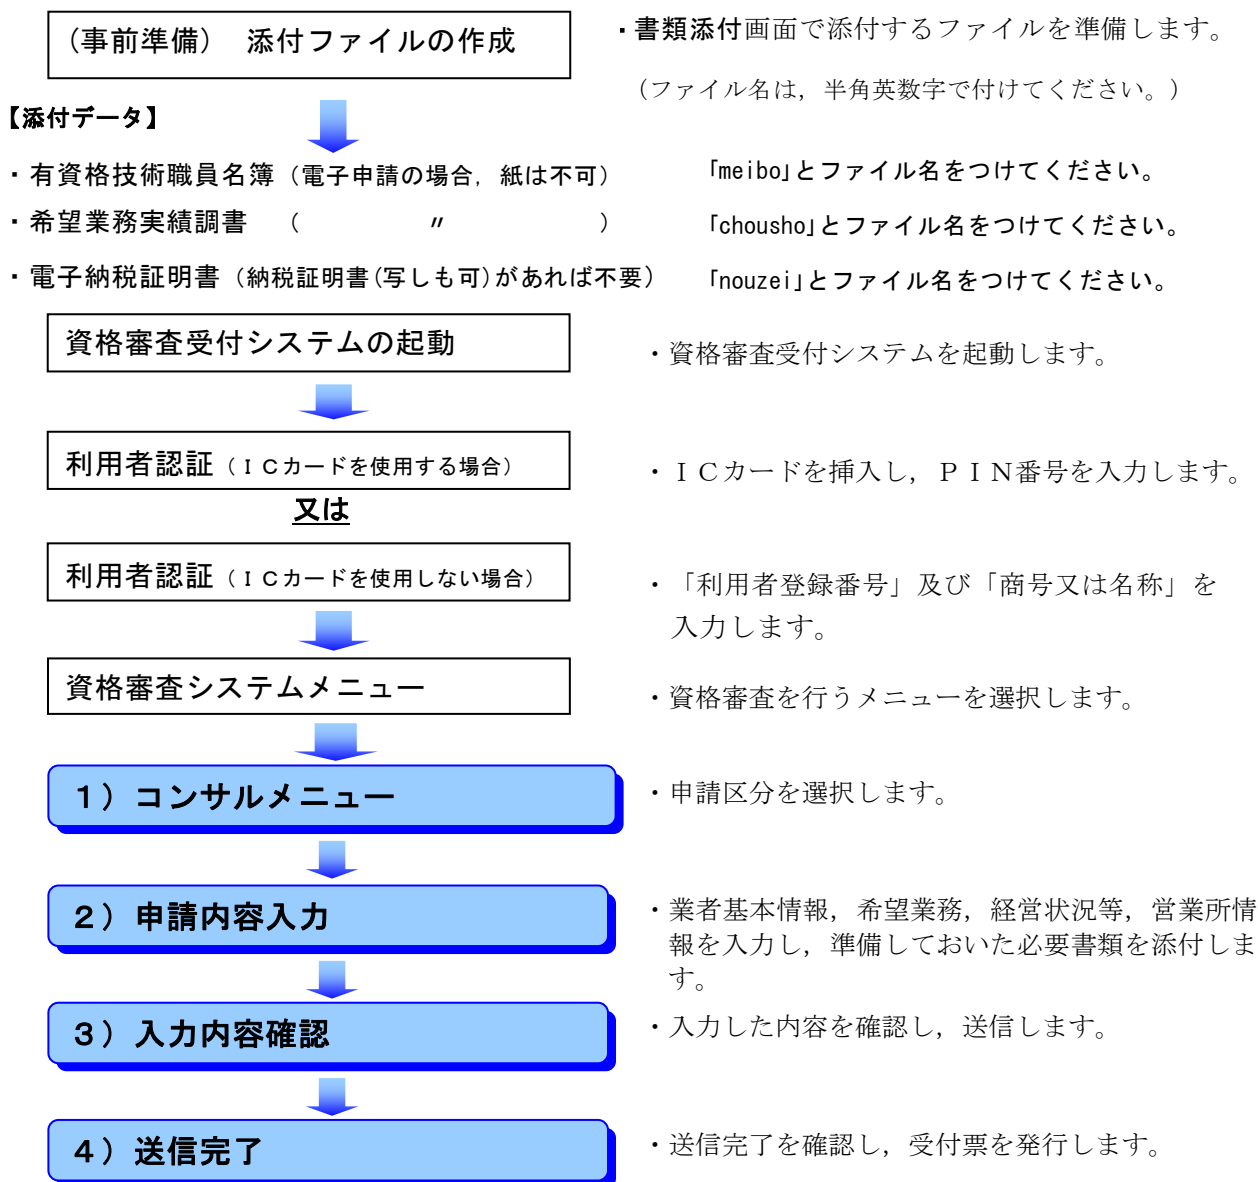 (事前準備)　添付ファイルの作成
・書類添付画面で添付するファイルを準備します。
（ファイル名は，半角英数字で付けてください。）
【添付データ】
・有資格技術職員名簿（電子申請の場合，紙は不可）
「meibo」とファイル名をつけてください。
・希望業務実績調書　（　　　　〃　　　　）
「chousho」とファイル名をつけてください。
・電子納税証明書（納税証明書(写しも可)があれば不要）
「nouzei」とファイル名をつけてください。
資格審査受付システムの起動
・資格審査受付システムを起動します。
利用者認証（ＩＣカードを使用する場合）
・ＩＣカードを挿入し，ＰＩＮ番号を入力します。
又は
利用者認証（ＩＣカードを使用しない場合）
・「利用者登録番号」及び「商号又は名称」を
入力します。
資格審査システムメニュー
・資格審査を行うメニューを選択します。
１）コンサルメニュー
・申請区分を選択します。
２）申請内容入力
・業者基本情報，希望業務，経営状況等，営業所情
報を入力し，準備しておいた必要書類を添付しま
す。
３）入力内容確認
・入力した内容を確認し，送信します。
４）送信完了
・送信完了を確認し，受付票を発行します。